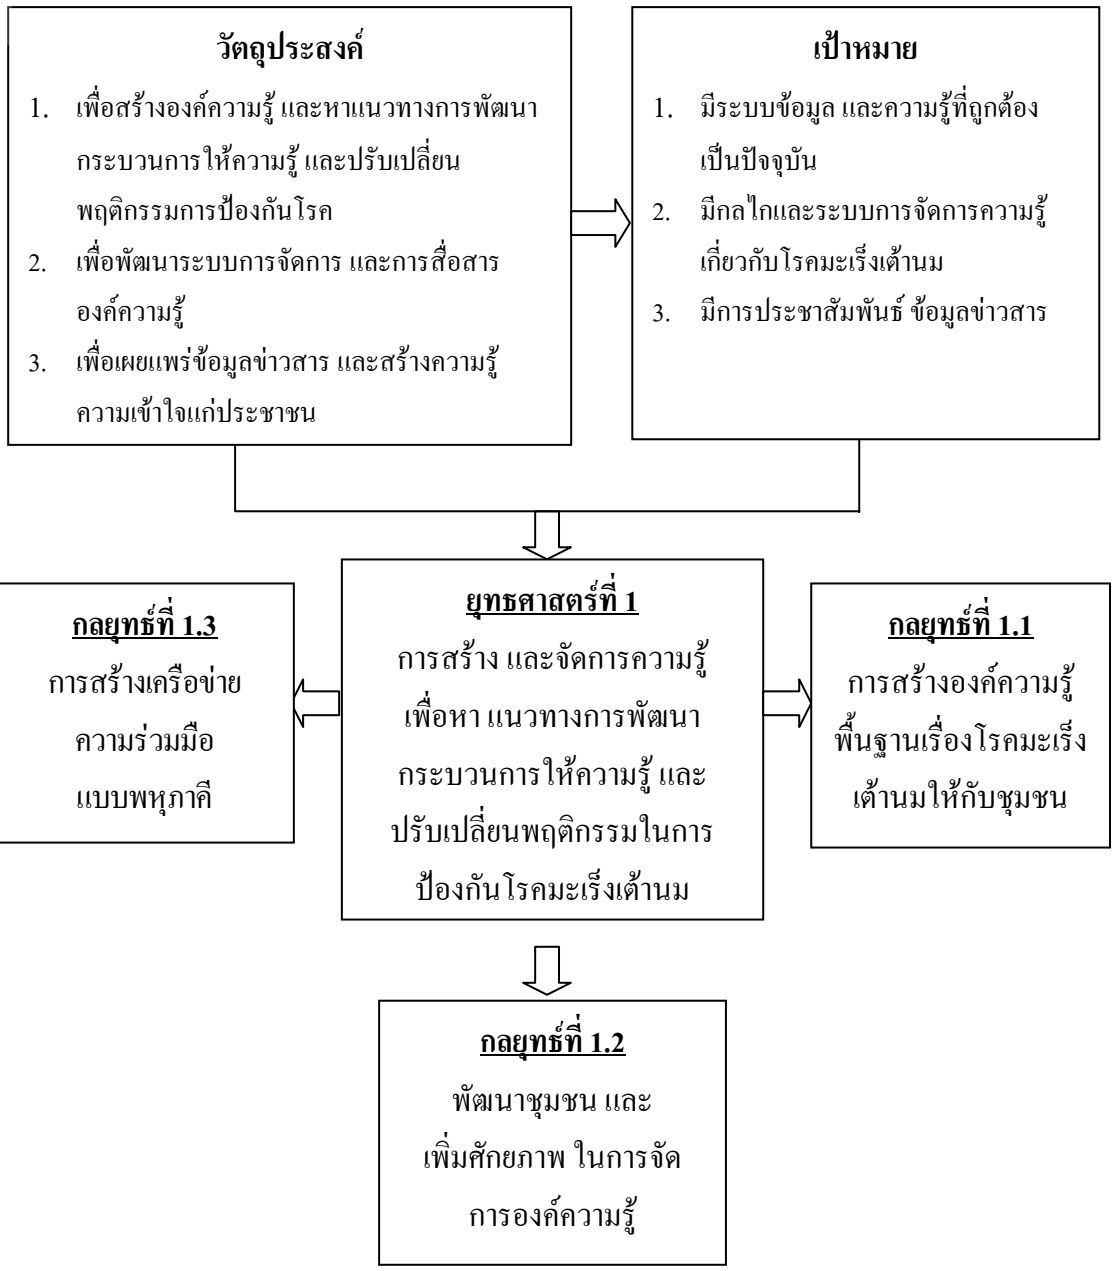 วัตถุประสงค์
1. เพื่อสร้างองค์ความรู้ และหาแนวทางการพัฒนา
กระบวนการให้ความรู้ และปรับเปลี่ยน
พฤติกรรมการป้องกันโรค
2. เพื่อพัฒนาระบบการจัดการ และการสื่อสาร
องค์ความรู้
3. เพื่อเผยแพร่ข้อมูลข่าวสาร และสร้างความรู้
ความเข้าใจแก่ประชาชน
เป้าหมาย
1. มีระบบข้อมูล และความรู้ที่ถูกต้อง
เป็นปัจจุบัน
2. มีกลไกและระบบการจัดการความรู้
เกี่ยวกับโรคมะเร็งเต้านม
3. มีการประชาสัมพันธ์ ข้อมูลข่าวสาร
ยุทธศาสตร์ที่ 1
การสร้าง และจัดการความรู้
เพื่อหา แนวทางการพัฒนา
กระบวนการให้ความรู้ และ
ปรับเปลี่ยนพฤติกรรมในการ
ป้องกันโรคมะเร็งเต้านม
กลยุทธ์ที่ 1.3
การสร้างเครือข่าย
ความร่วมมือ
แบบพหุภาคี
กลยุทธ์ที่ 1.1
การสร้างองค์ความรู้
พื้นฐานเรื่องโรคมะเร็ง
เต้านมให้กับชุมชน
กลยุทธ์ที่ 1.2
พัฒนาชุมชน และ
เพิ่มศักยภาพ ในการจัด
การองค์ความรู้